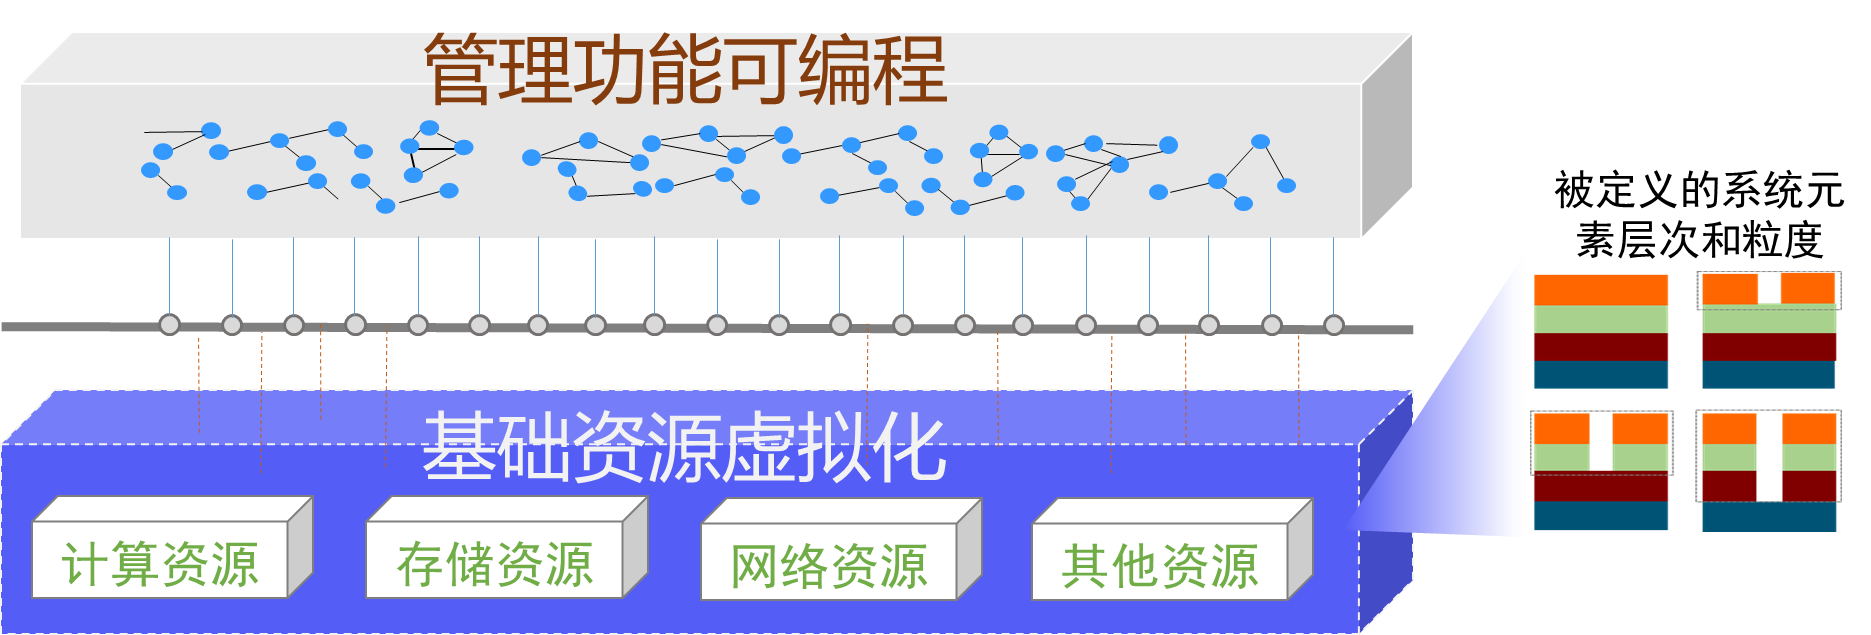 管理功能可编程
被定义的系统元
素层次和粒度
基础资源虚拟化
计算资源
存储资源
网络资源
其他资源